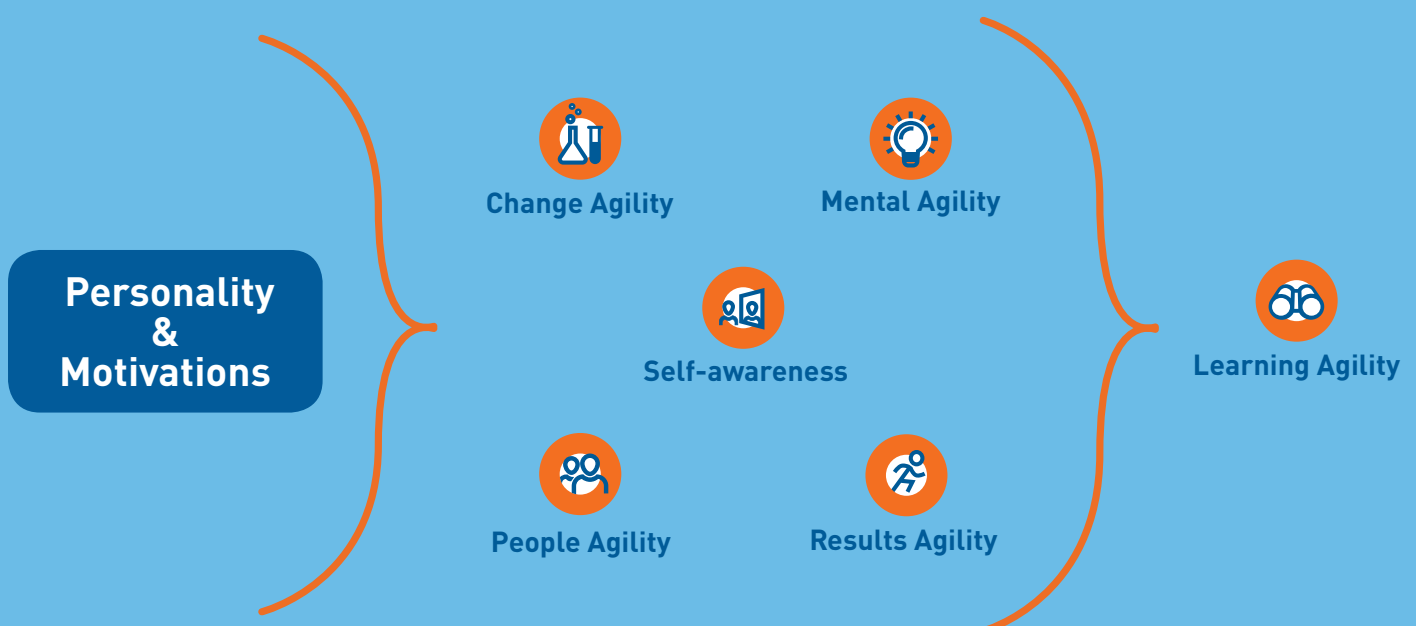 Personality
&
Motivations
Change Agility
Mental Agility
Self-awareness
People Agility
Results Agility
Learning Agility